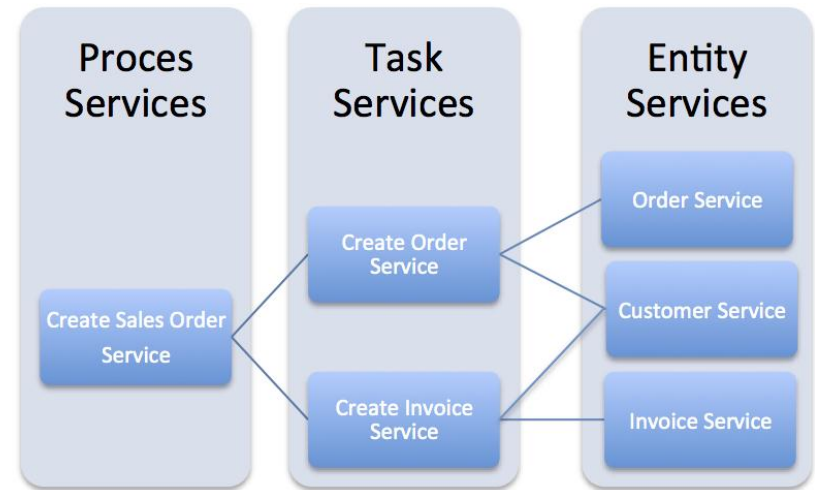 Proces
Services
Create Sales Order
Service
Task
Services
Create Order
Service
Create Invoice
Service
Entity
Services
Order Service
Customer Service
Invoice Service